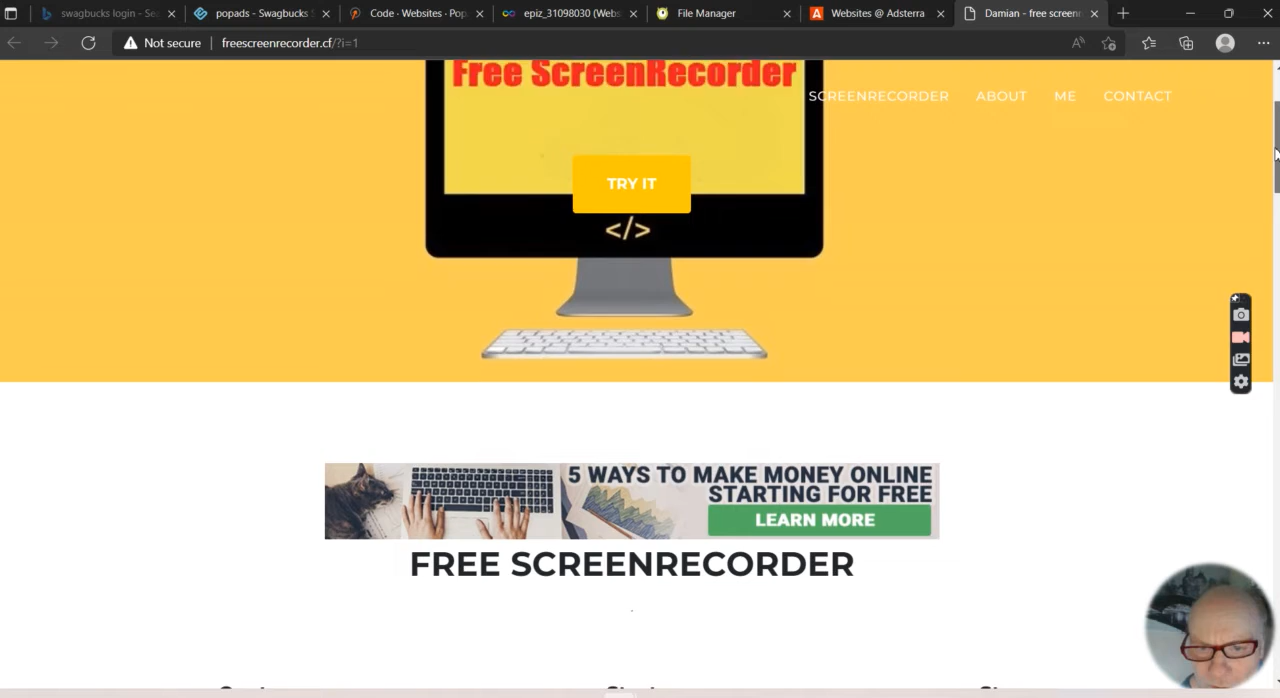 swagbucks login - Se
popads - Swagbucks
Code · Websites · Pop
epiz_31098030 (Webs
File Manager
Websites @ Adsterra
Damian - free screen
Not secure
freescreenrecorder.cf/?i=1
Free ScreenRecorder
SCREENRECORDER
ABOUT
ME
CONTACT
TRY IT
</>
5 WAYS TO MAKE MONEY ONLINE
STARTING FOR FREE
LEARN MORE
FREE SCREENRECORDER